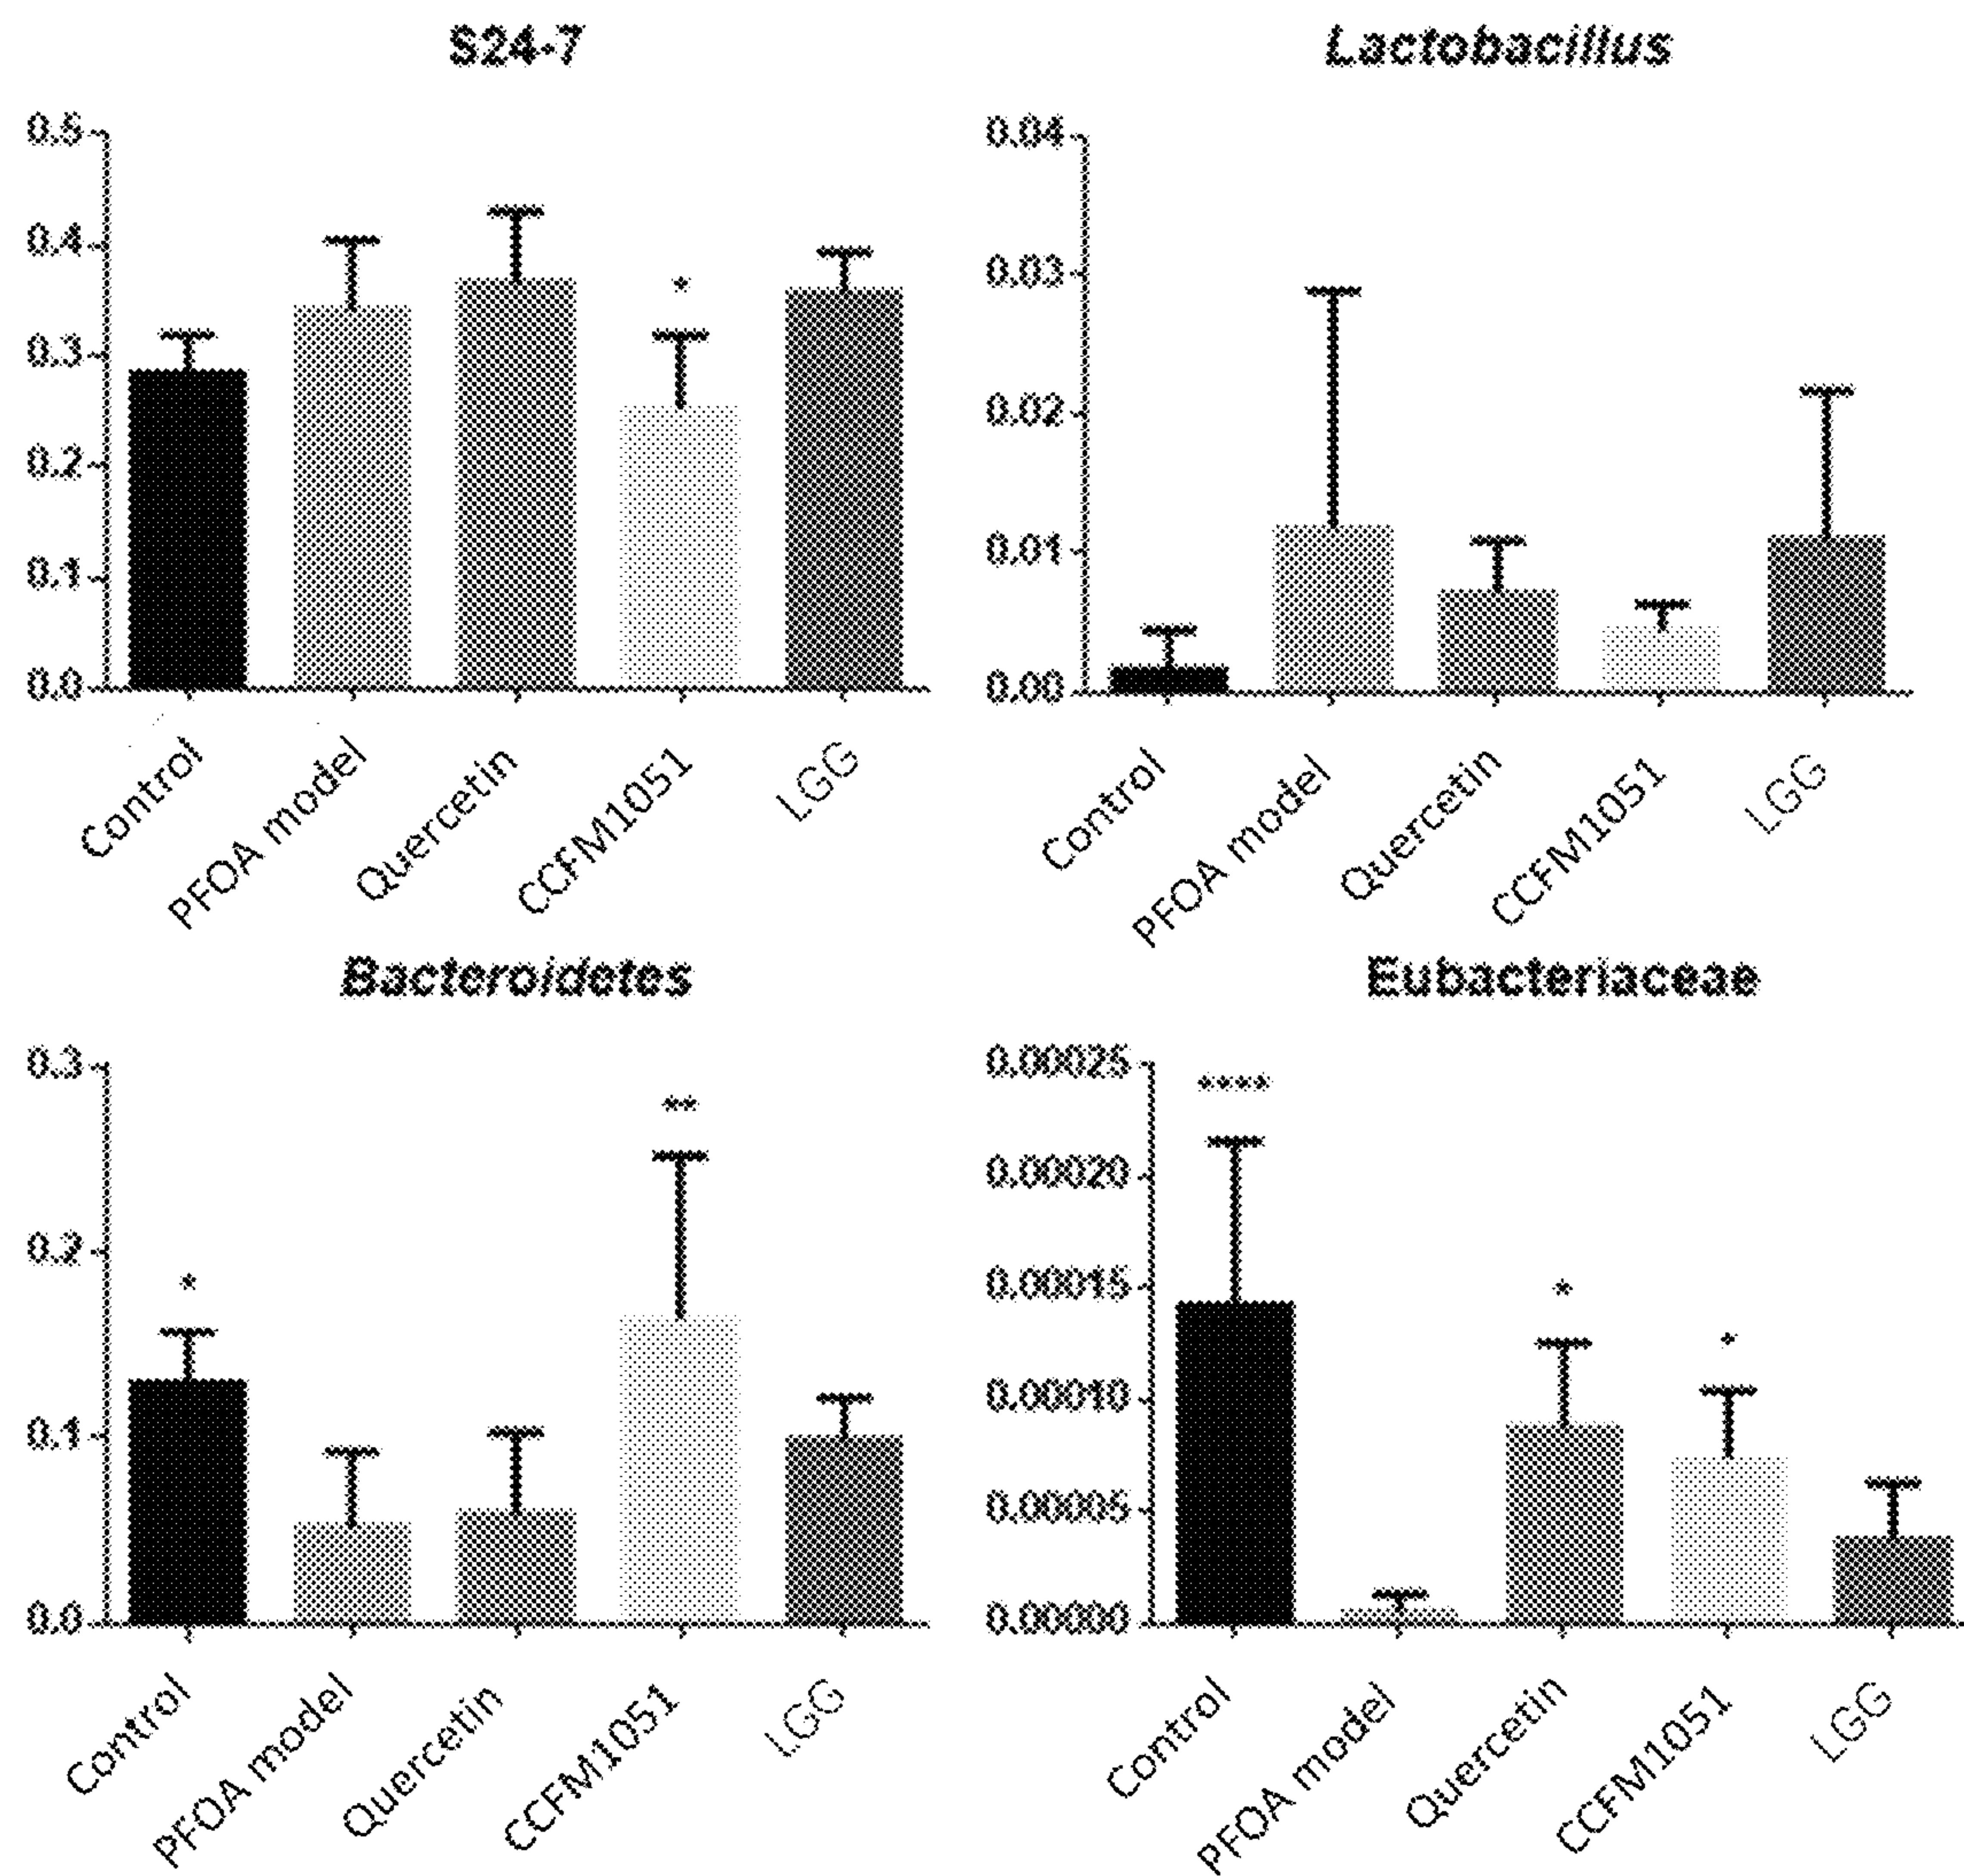 S24-7
0.5
0.4
0.3
0.2
0.1
0.0
*
Control
PFOA model
Quercetin
CCFM1051
LGG
Lactobacillus
0.04
0.03
0.02
0.01
0.00
Control
PFOA model
Quercetin
CCFM1051
LGG
Bacteroidetes
0.3
0.2
0.1
0.0
*
**
Control
PFOA model
Quercetin
CCFM1051
LGG
Eubacteriaceae
0.00025
0.00020
0.00015
0.00010
0.00005
0.00000
****
*
*
Control
PFOA model
Quercetin
CCFM1051
LGG